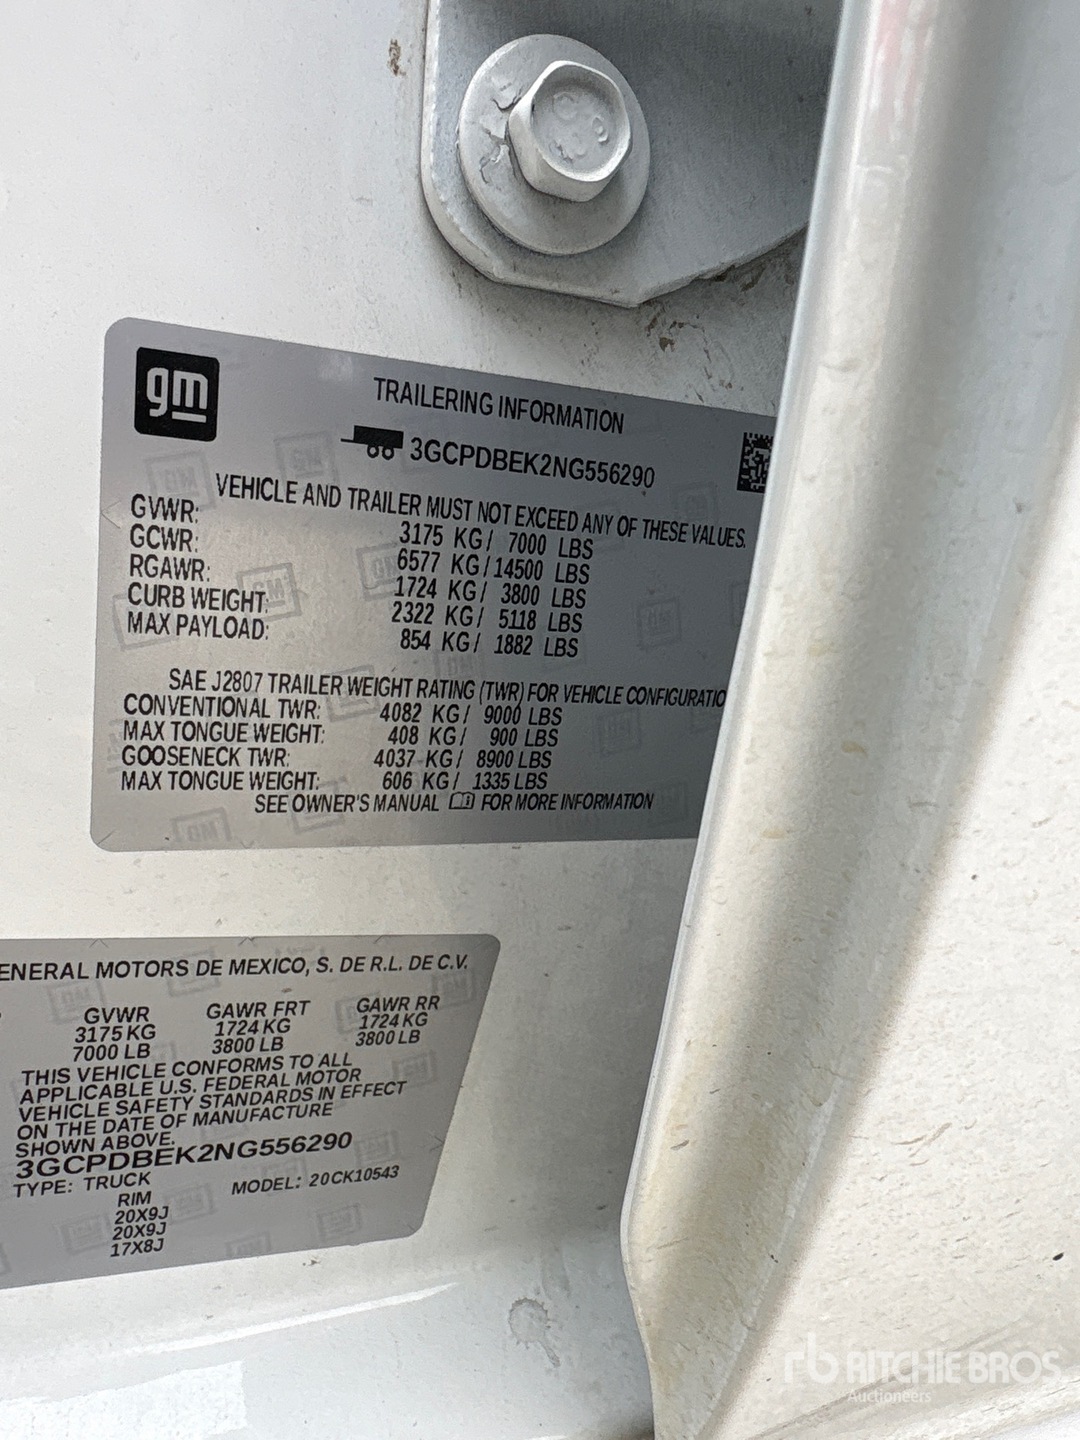 gm
TRAILERING INFORMATION
3GCPDBEK2NG556290
VEHICLE AND TRAILER MUST NOT EXCEED ANY OF THESE VALUES.
GVWR: 3175 KG/ 7000 LBS
GCWR: 6577 KG/14500 LBS
RGAWR: 1724 KG/ 3800 LBS
CURB WEIGHT: 2322 KG/ 5118 LBS
MAX PAYLOAD: 854 KG/ 1882 LBS
SAE J2807 TRAILER WEIGHT RATING (TWR) FOR VEHICLE CONFIGURATIO
CONVENTIONAL TWR: 4082 KG/ 9000 LBS
MAX TONGUE WEIGHT: 408 KG/ 900 LBS
GOOSENECK TWR: 4037 KG/ 8900 LBS
MAX TONGUE WEIGHT: 606 KG/ 1335 LBS
SEE OWNER'S MANUAL FOR MORE INFORMATION
ENERAL MOTORS DE MEXICO, S. DE R.L. DE C.V.
GVWR GAWR FRT GAWR RR
3175 KG 1724 KG 1724 KG
7000 LB 3800 LB 3800 LB
THIS VEHICLE CONFORMS TO ALL
APPLICABLE U.S. FEDERAL MOTOR
VEHICLE SAFETY STANDARDS IN EFFECT
ON THE DATE OF MANUFACTURE
SHOWN ABOVE.
3GCPDBEK2NG556290
TYPE: TRUCK MODEL: 20CK10543
RIM
20X9J
20X9J
17X8J
rb RITCHIE BROS.
Auctioneers